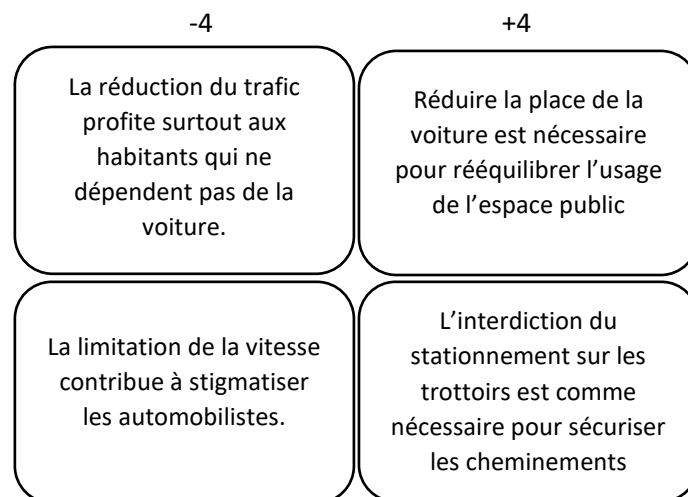 -4
+4
La réduction du trafic
profite surtout aux
habitants qui ne
dépendent pas de la
voiture.
Réduire la place de la
voiture est nécessaire
pour rééquilibrer l’usage
de l’espace public
La limitation de la vitesse
contribue à stigmatiser
les automobilistes.
L’interdiction du
stationnement sur les
trottoirs est comme
nécessaire pour sécuriser
les cheminements